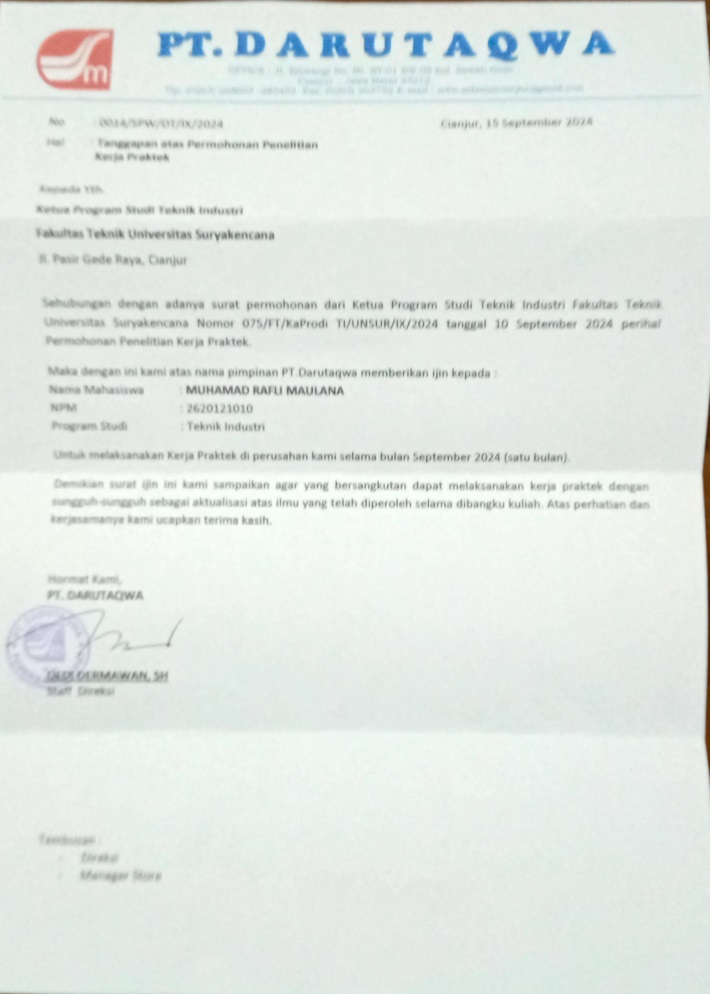 m
PT. DARUTAQWA
No : 0014/SPW/DT/IX/2024
Cianjur, 15 September 2024
Hal : Tanggapan atas Permohonan Penelitian
Kerja Praktek
Kepada Yth.
Ketua Program Studi Teknik Industri
Fakultas Teknik Universitas Suryakencana
Jl. Pasir Gede Raya, Cianjur
Sehubungan dengan adanya surat permohonan dari Ketua Program Studi Teknik Industri Fakultas Teknik
Universitas Suryakencana Nomor 075/FT/KaProdi TI/UNSUR/IX/2024 tanggal 10 September 2024 perihal
Permohonan Penelitian Kerja Praktek.
Maka dengan ini kami atas nama pimpinan PT.Darutaqwa memberikan ijin kepada :
Nama Mahasiswa : MUHAMAD RAFLI MAULANA
NPM : 2620121010
Program Studi : Teknik Industri
Untuk melaksanakan Kerja Praktek di perusahan kami selama bulan September 2024 (satu bulan).
Demikian surat ijin ini kami sampaikan agar yang bersangkutan dapat melaksanakan kerja praktek dengan
sungguh-sungguh sebagai aktualisasi atas ilmu yang telah diperoleh selama dibangku kuliah. Atas perhatian dan
kerjasamanya kami ucapkan terima kasih.
Hormat Kami,
PT. DARUTAQWA
DERMAWAN, SH
Staff Direksi
Tembusan :
- Direksi
- Manager Store